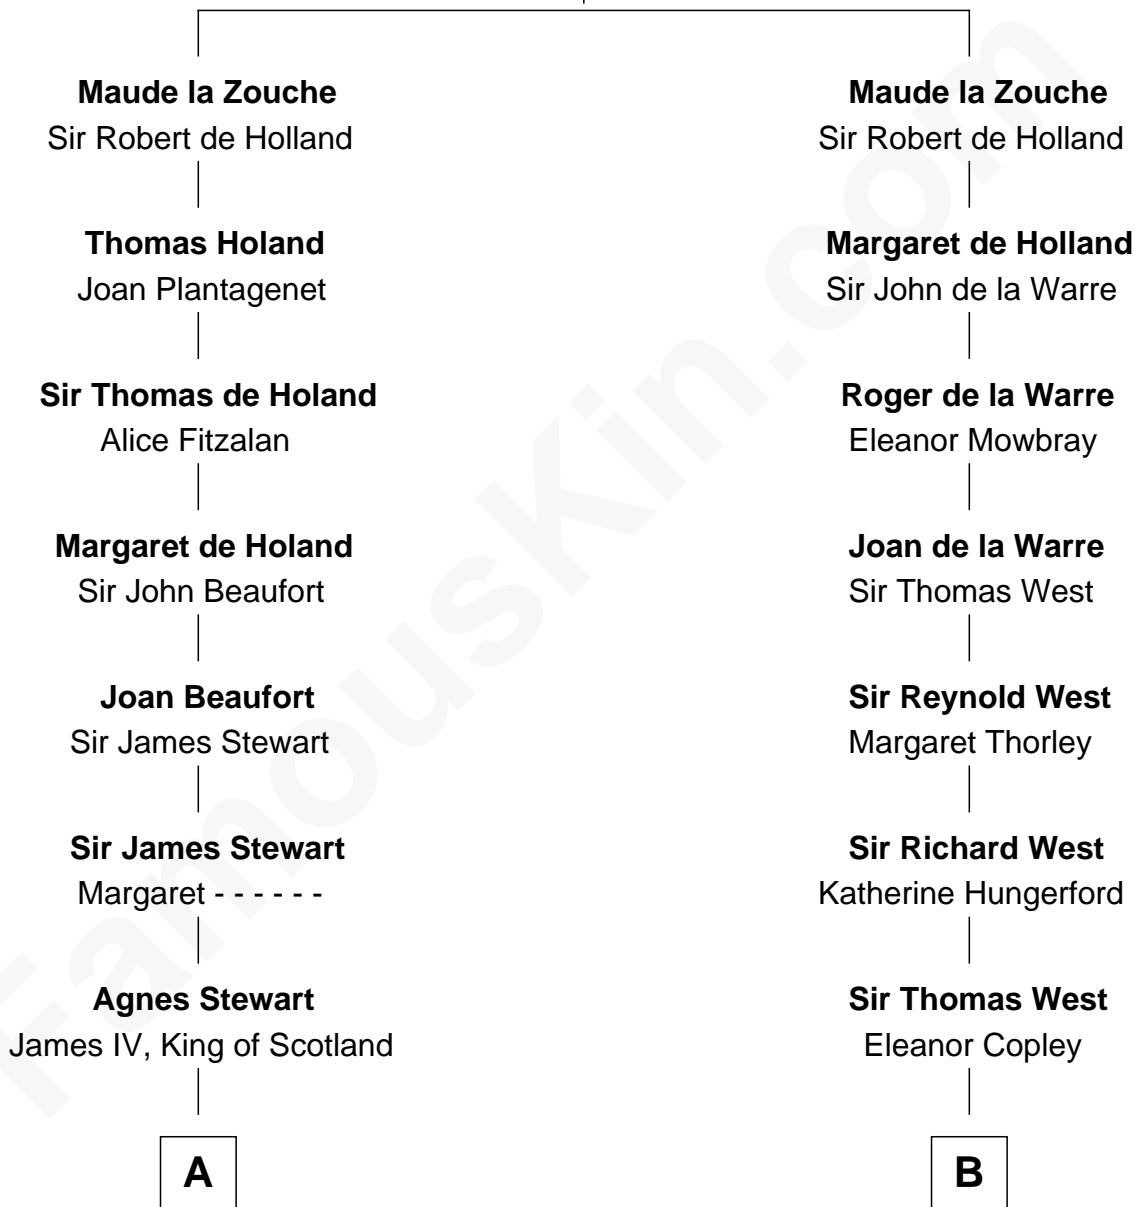 Maude la Zouche
Sir Robert de Holland
Thomas Holand
Joan Plantagenet
Sir Thomas de Holand
Alice Fitzalan
Margaret de Holand
Sir John Beaufort
Joan Beaufort
Sir James Stewart
Sir James Stewart
Margaret - - - - - -
Agnes Stewart
James IV, King of Scotland
A
Maude la Zouche
Sir Robert de Holland
Margaret de Holland
Sir John de la Warre
Roger de la Warre
Eleanor Mowbray
Joan de la Warre
Sir Thomas West
Sir Reynold West
Margaret Thorley
Sir Richard West
Katherine Hungerford
Sir Thomas West
Eleanor Copley
B
FamousKin.com